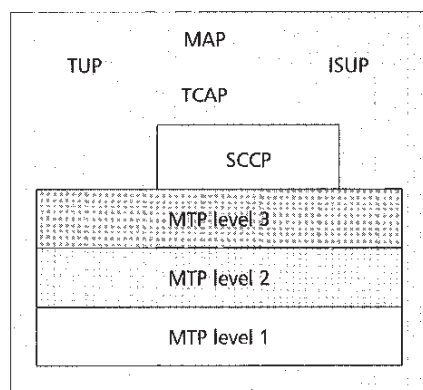 MAP
TUP ISUP
TCAP
SCCP
MTP level 3
MTP level 2
MTP level 1